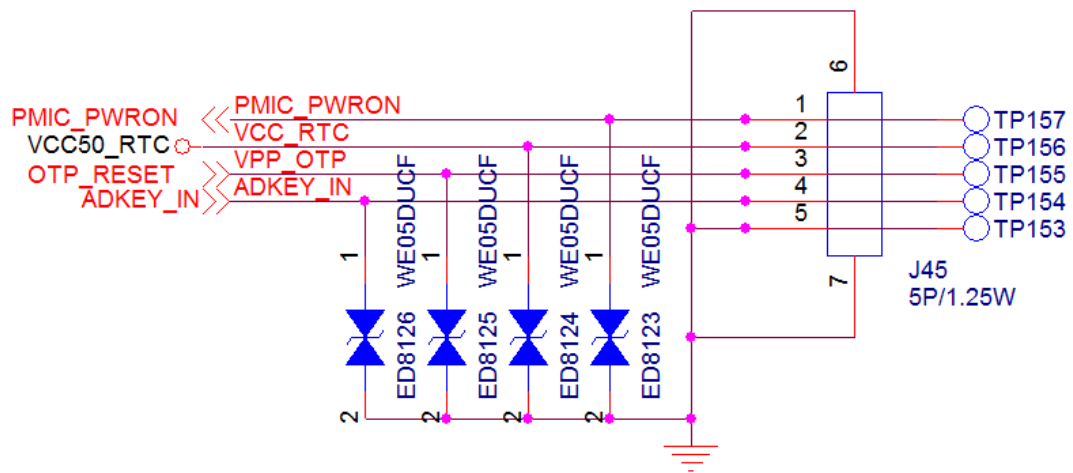 6
PMIC_PWRON
PMIC_PWRON
1
TP157
VCC50_RTC
VCC_RTC
2
TP156
OTP_RESET
VPP_OTP
3
TP155
ADKEY_IN
ADKEY_IN
4
TP154
5
TP153
7
J45
5P/1.25W
1
WE05DUCF
1
WE05DUCF
1
WE05DUCF
1
WE05DUCF
ED8126
ED8125
ED8124
ED8123
2
2
2
2